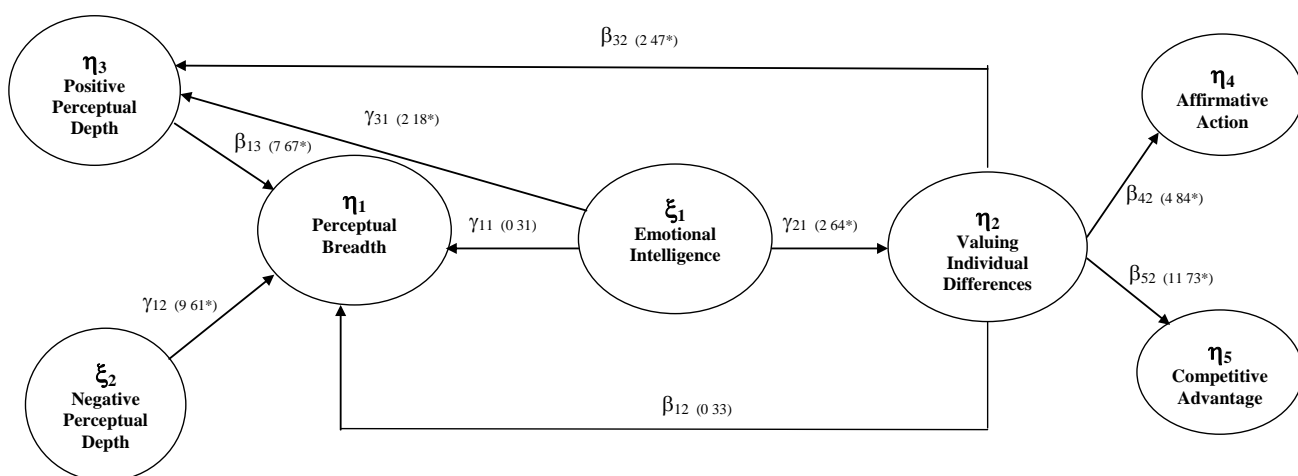 β32 (2 47*)
η3
Positive
Perceptual
Depth
γ31 (2 18*)
β13 (7 67*)
η1
Perceptual
Breadth
γ11 (0 31)
ξ1
Emotional
Intelligence
γ21 (2 64*)
η2
Valuing
Individual
Differences
η4
Affirmative
Action
β42 (4 84*)
β52 (11 73*)
η5
Competitive
Advantage
γ12 (9 61*)
ξ2
Negative
Perceptual
Depth
β12 (0 33)